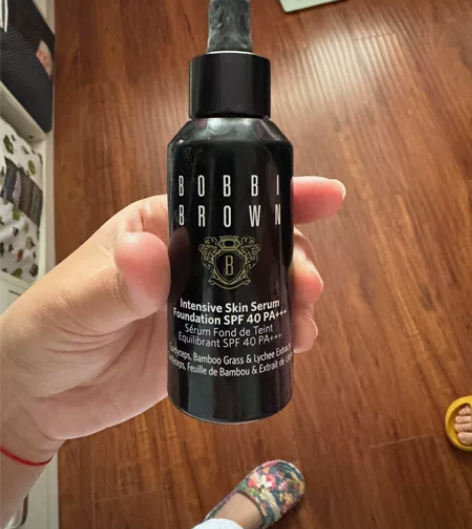 BOBBI
BROWN
B
Intensive Skin Serum
Foundation SPF 40 PA+++
Sérum Fond de Teint
Equilibrant SPF 40 PA+++
Bamboo Grass & Lychee
Feuille de Bambou & Extrait de